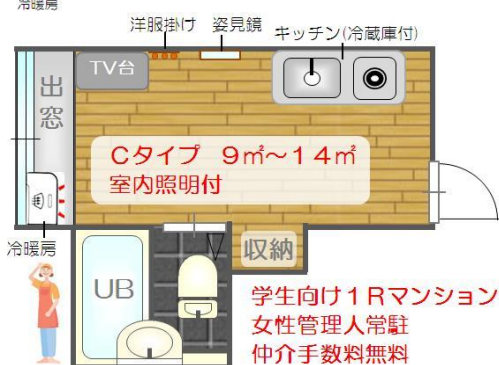 冷暖房
洋服掛け 姿見鏡 キッチン(冷蔵庫付)
TV台
出窓
Cタイプ 9㎡～14㎡
室内照明付
冷暖房
収納
UB
学生向け1Rマンション
女性管理人常駐
仲介手数料無料